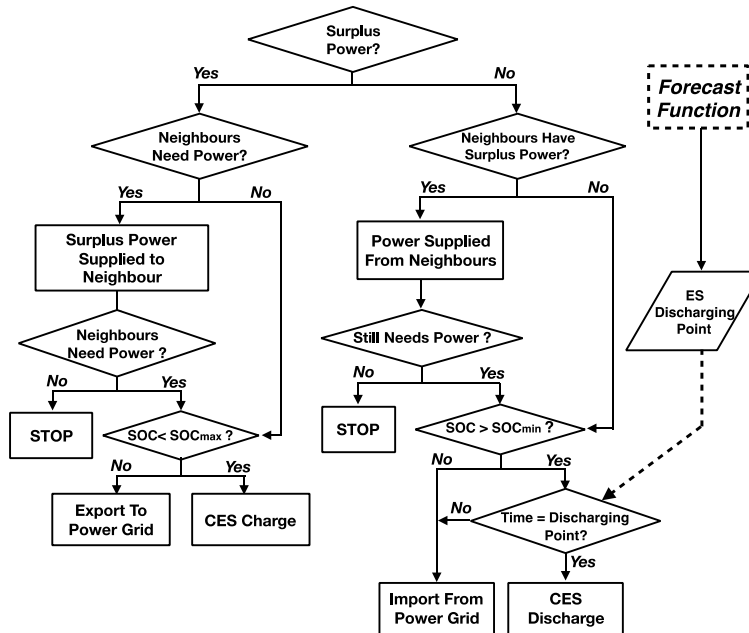 Surplus
Power?
Yes
No
Forecast
Function
Neighbours
Need Power?
Neighbours Have
Surplus Power?
Yes
No
Yes
No
Surplus Power
Supplied to
Neighbour
Power Supplied
From Neighbours
ES
Discharging
Point
Neighbours
Need Power ?
Still Needs Power ?
No
Yes
No
Yes
STOP
SOC< SOCmax ?
STOP
SOC > SOCmin ?
No
Yes
No
Yes
Export To
Power Grid
CES Charge
No
Time = Discharging
Point?
Yes
Import From
Power Grid
CES
Discharge